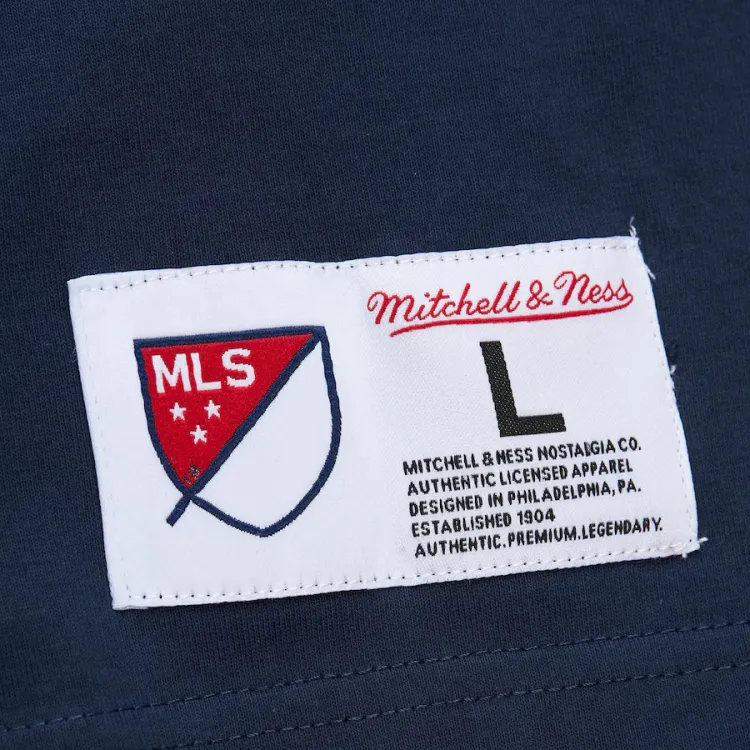 MLS
Mitchell & Ness
L
MITCHELL & NESS NOSTALGIA CO.
AUTHENTIC LICENSED APPAREL
DESIGNED IN PHILADELPHIA, PA.
ESTABLISHED 1904
AUTHENTIC.PREMIUM.LEGENDARY.